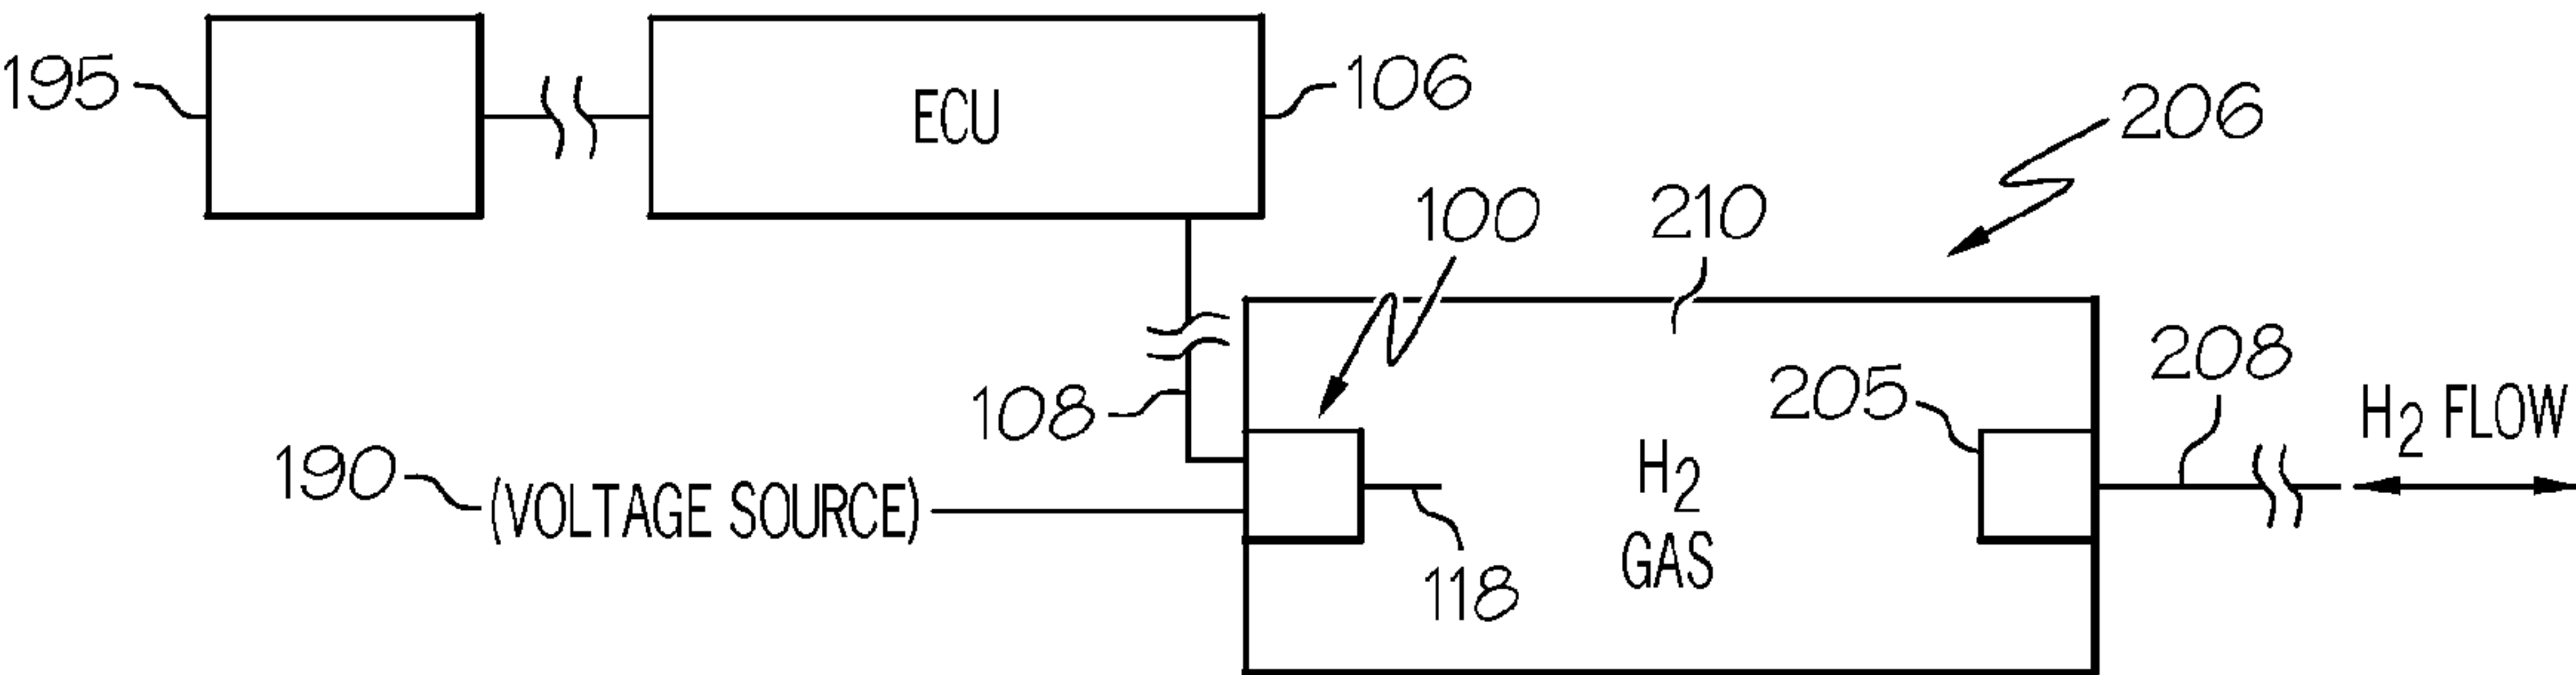 195
ECU
106
206
100
210
108
205
208
H2 FLOW
190
(VOLTAGE SOURCE)
H2
GAS
118